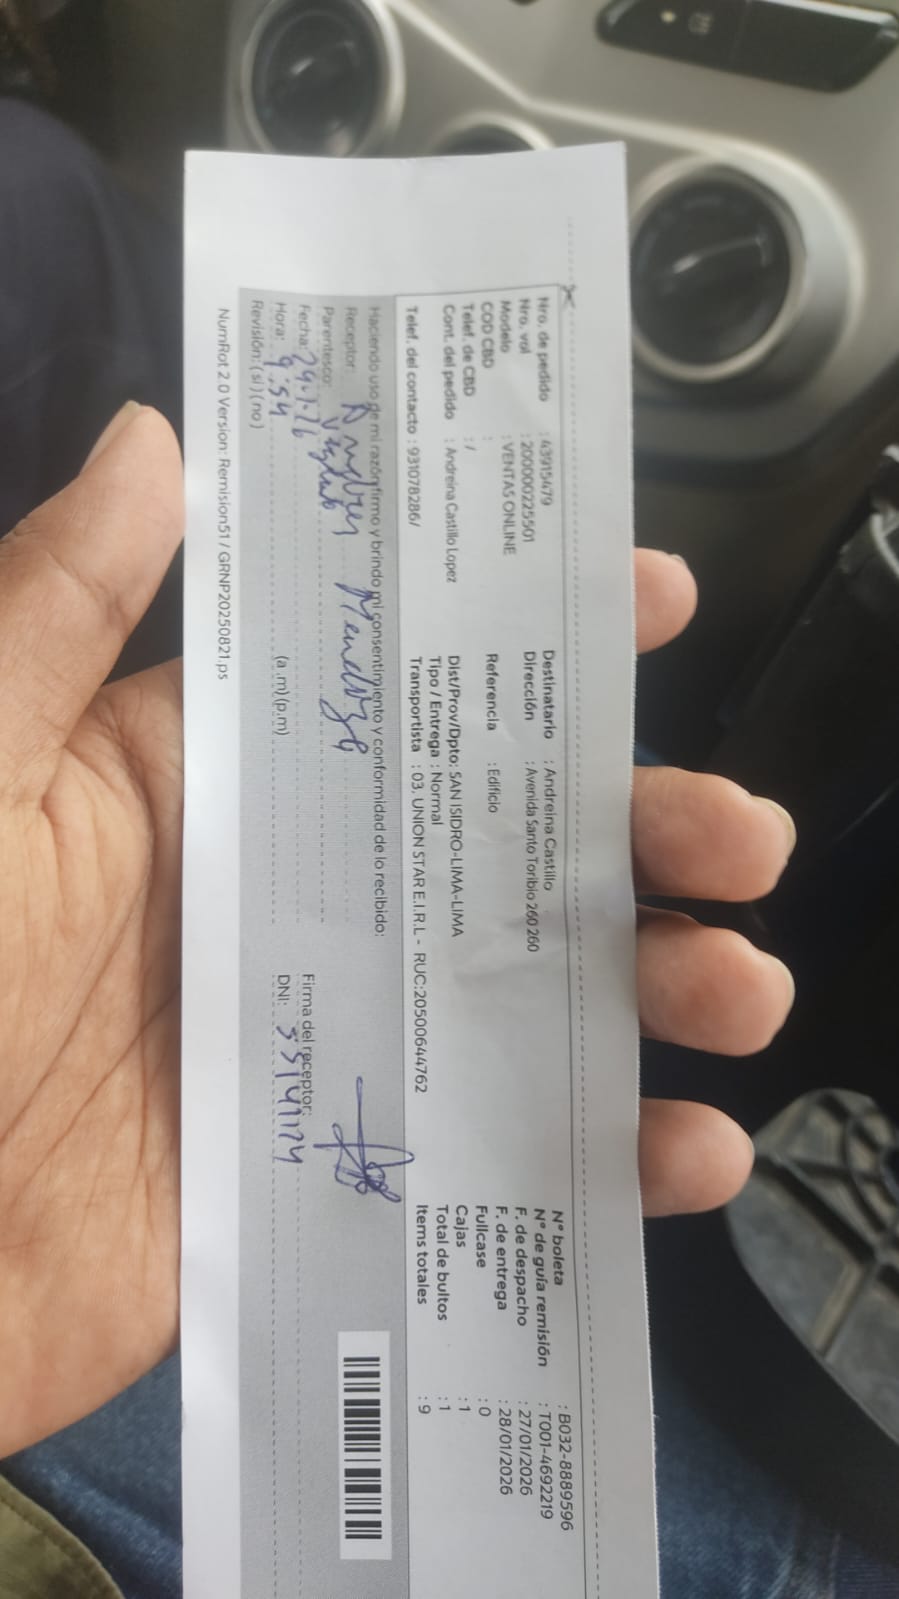 Nro. de pedido : 43915479
Nro. vol : 200000225501
Modelo : VENTAS ONLINE
COD CBD :
Telef. de CBD : /
Cont. del pedido : Andreina Castillo Lopez
Telef. del contacto : 931078286/
Destinatario : Andreina Castillo
Dirección : Avenida Santo Toribio 260 260
Referencia : Edificio
Dist/Prov/Dpto: SAN ISIDRO-LIMA-LIMA
Tipo / Entrega : Normal
Transportista : 03. UNION STAR E.I.R.L - RUC:20500644762
N° boleta : B032-8889596
N° de guía remisión : T001-4692219
F. de despacho : 27/01/2026
F. de entrega : 28/01/2026
Fullcase : 0
Cajas : 1
Total de bultos : 1
Items totales : 9
Haciendo uso de mi razón firmo y brindo mi consentimiento y conformidad de lo recibido:
Receptor: Mendoza
Parentesco:
Fecha: 29.1.26
Hora: 9:54 (a.m)(p.m)
Revisión: (si) (no)
Firma del receptor:
DNI:
NumRot 2.0 Version: Remision51 / GRNP20250821.ps